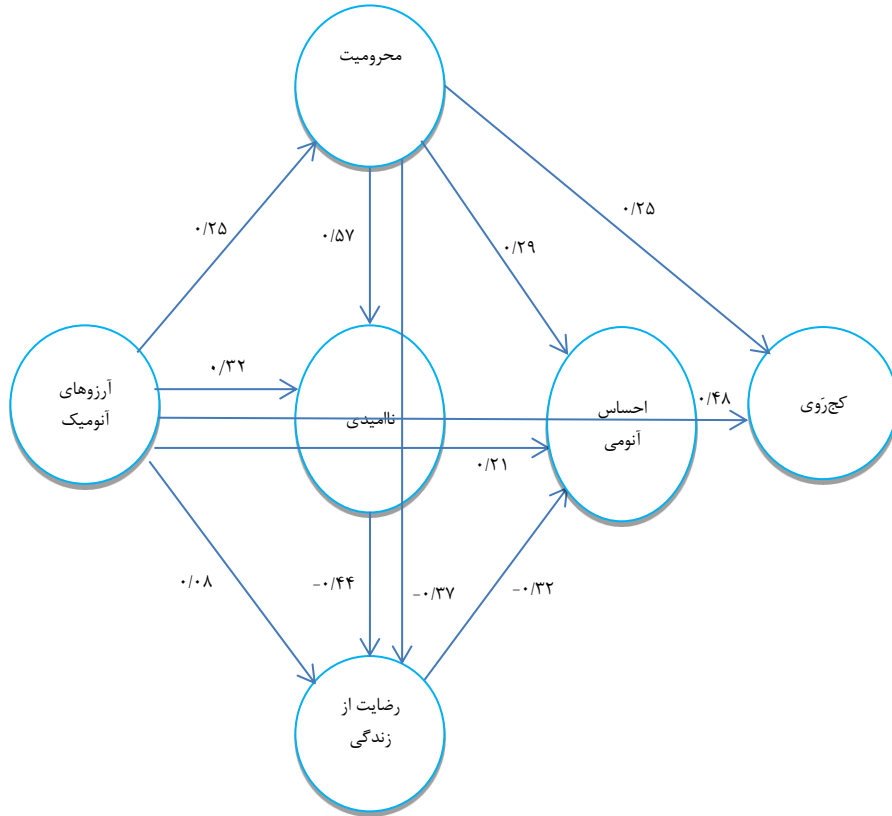 محرومیت
۰/۲۵
۰/۵۷
۰/۲۹
۰/۲۵
آرزوهای
آنومیک
۰/۳۲
ناامیدی
احساس
آنومی
۰/۴۸
کج‌رَوی
۰/۲۱
۰/۰۸
-۰/۴۴
-۰/۳۷
-۰/۳۲
رضایت از
زندگی